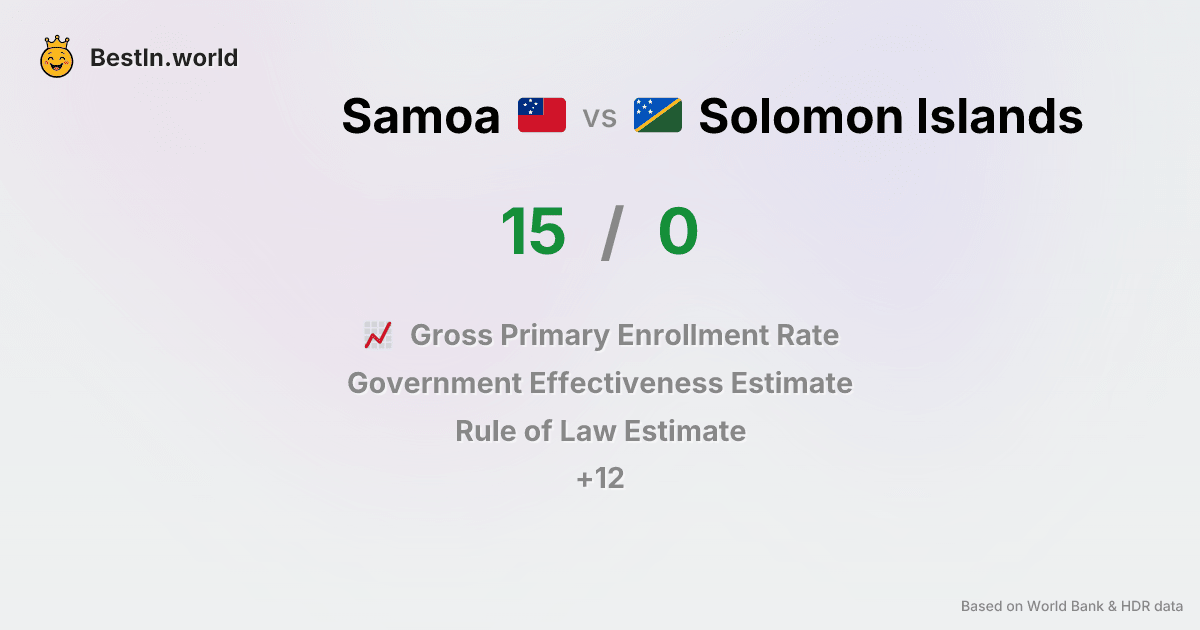 BestIn.world
Samoa vs Solomon Islands
15 / 0
Gross Primary Enrollment Rate
Government Effectiveness Estimate
Rule of Law Estimate
+12
Based on World Bank & HDR data